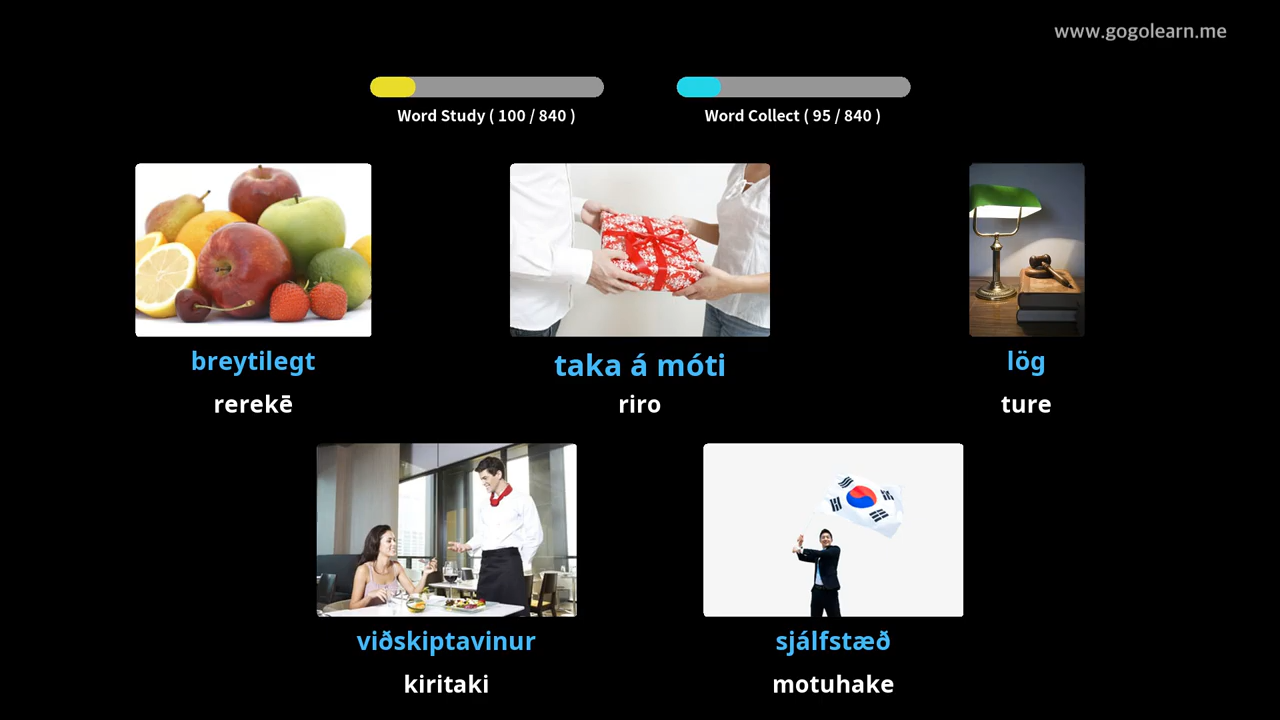 www.gogolearn.me
Word Study ( 100 / 840 )
Word Collect ( 95 / 840 )
breytilegt
rerekē
taka á móti
riro
lög
ture
viðskiptavinur
kiritaki
sjálfstæð
motuhake